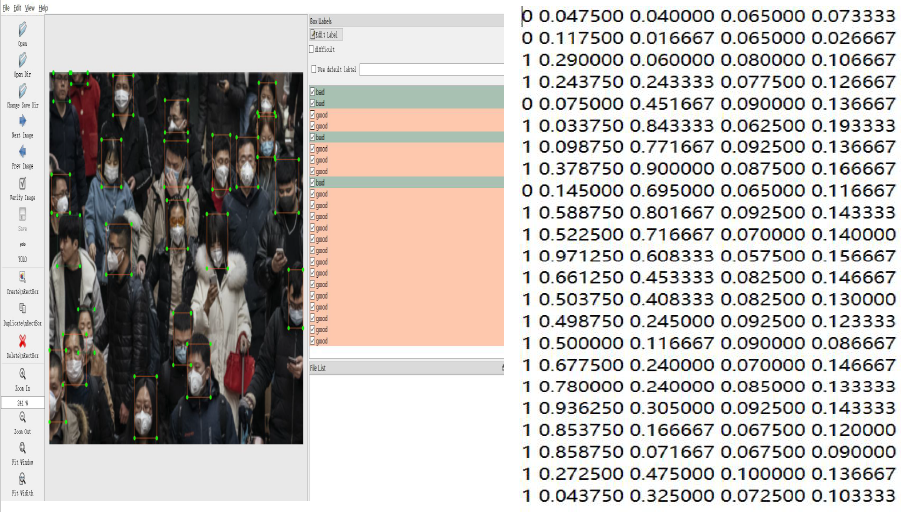 File Edit View Help
Open
Open Dir
Change Save Dir
Next Image
Prev Image
Verify Image
Save
YOLO
Create\nRectBox
Duplicate\nRectBox
Delete\nRectBox
Zoom In
Zoom Out
Fit Window
Fit Width
Box Labels
Edit Label
difficult
Use default label
bad
bad
good
good
bad
good
good
good
bad
good
good
good
good
good
good
good
good
good
good
good
good
good
good
File List
0 0.047500 0.040000 0.065000 0.073333
0 0.117500 0.016667 0.065000 0.026667
1 0.290000 0.060000 0.080000 0.106667
1 0.243750 0.243333 0.077500 0.126667
0 0.075000 0.451667 0.090000 0.136667
1 0.033750 0.843333 0.062500 0.193333
1 0.098750 0.771667 0.092500 0.136667
1 0.378750 0.900000 0.087500 0.166667
0 0.145000 0.695000 0.065000 0.116667
1 0.588750 0.801667 0.092500 0.143333
1 0.522500 0.716667 0.070000 0.140000
1 0.971250 0.608333 0.057500 0.156667
1 0.661250 0.453333 0.082500 0.146667
1 0.503750 0.408333 0.082500 0.130000
1 0.498750 0.245000 0.092500 0.123333
1 0.500000 0.116667 0.090000 0.086667
1 0.677500 0.240000 0.070000 0.146667
1 0.780000 0.240000 0.085000 0.133333
1 0.936250 0.305000 0.092500 0.143333
1 0.853750 0.166667 0.067500 0.120000
1 0.858750 0.071667 0.067500 0.090000
1 0.272500 0.475000 0.100000 0.136667
1 0.043750 0.325000 0.072500 0.103333